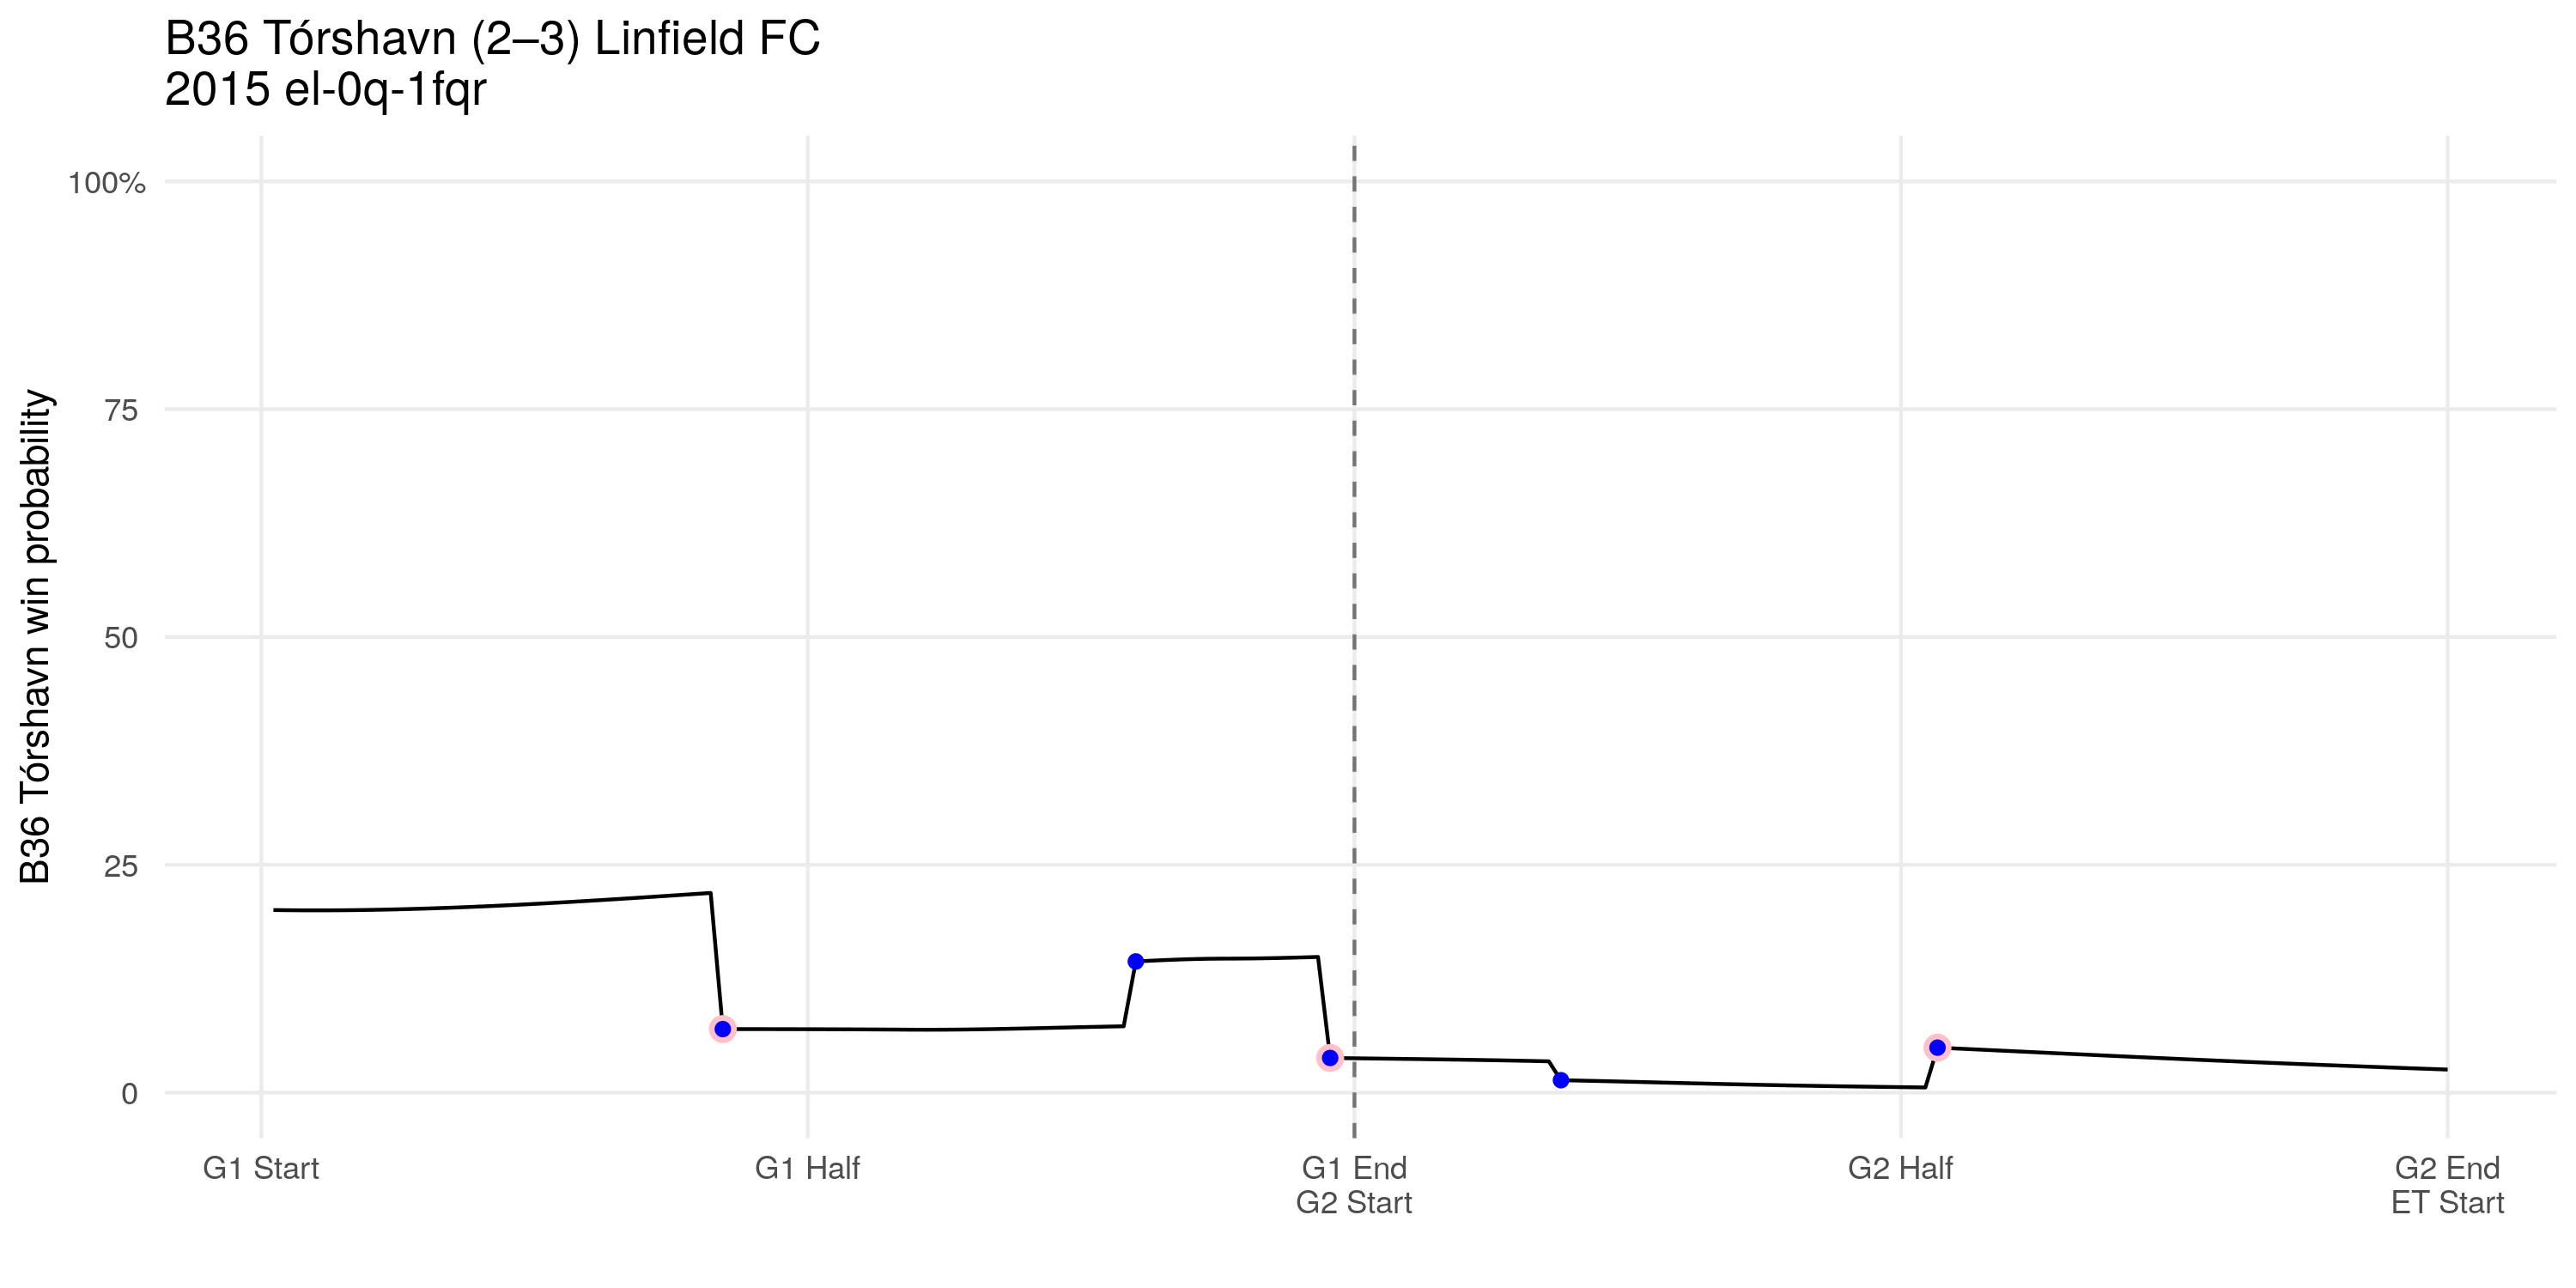 B36 Tórshavn (2–3) Linfield FC
2015 el-0q-1fqr
B36 Tórshavn win probability
100%
75
50
25
0
G1 Start
G1 Half
G1 End
G2 Start
G2 Half
G2 End
ET Start